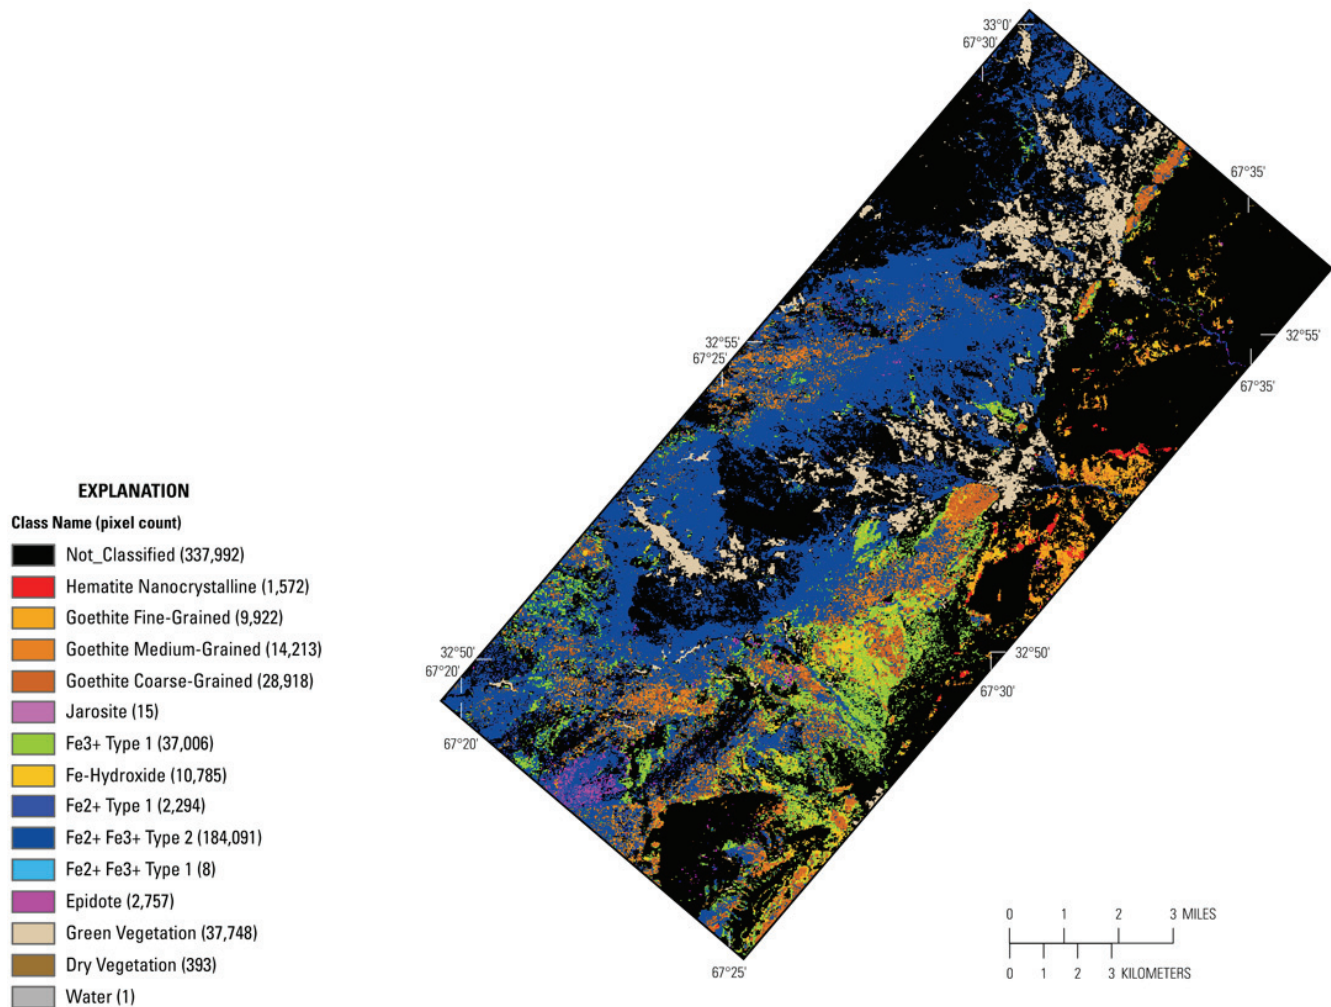 33°0'
67°30'
67°35'
32°55'
67°25'
32°55'
67°35'
EXPLANATION
Class Name (pixel count)
Not_Classified (337,992)
Hematite Nanocrystalline (1,572)
Goethite Fine-Grained (9,922)
Goethite Medium-Grained (14,213)
Goethite Coarse-Grained (28,918)
Jarosite (15)
Fe3+ Type 1 (37,006)
Fe-Hydroxide (10,785)
Fe2+ Type 1 (2,294)
Fe2+ Fe3+ Type 2 (184,091)
Fe2+ Fe3+ Type 1 (8)
Epidote (2,757)
Green Vegetation (37,748)
Dry Vegetation (393)
Water (1)
32°50'
67°20'
32°50'
67°30'
67°20'
67°25'
0 1 2 3 MILES
0 1 2 3 KILOMETERS